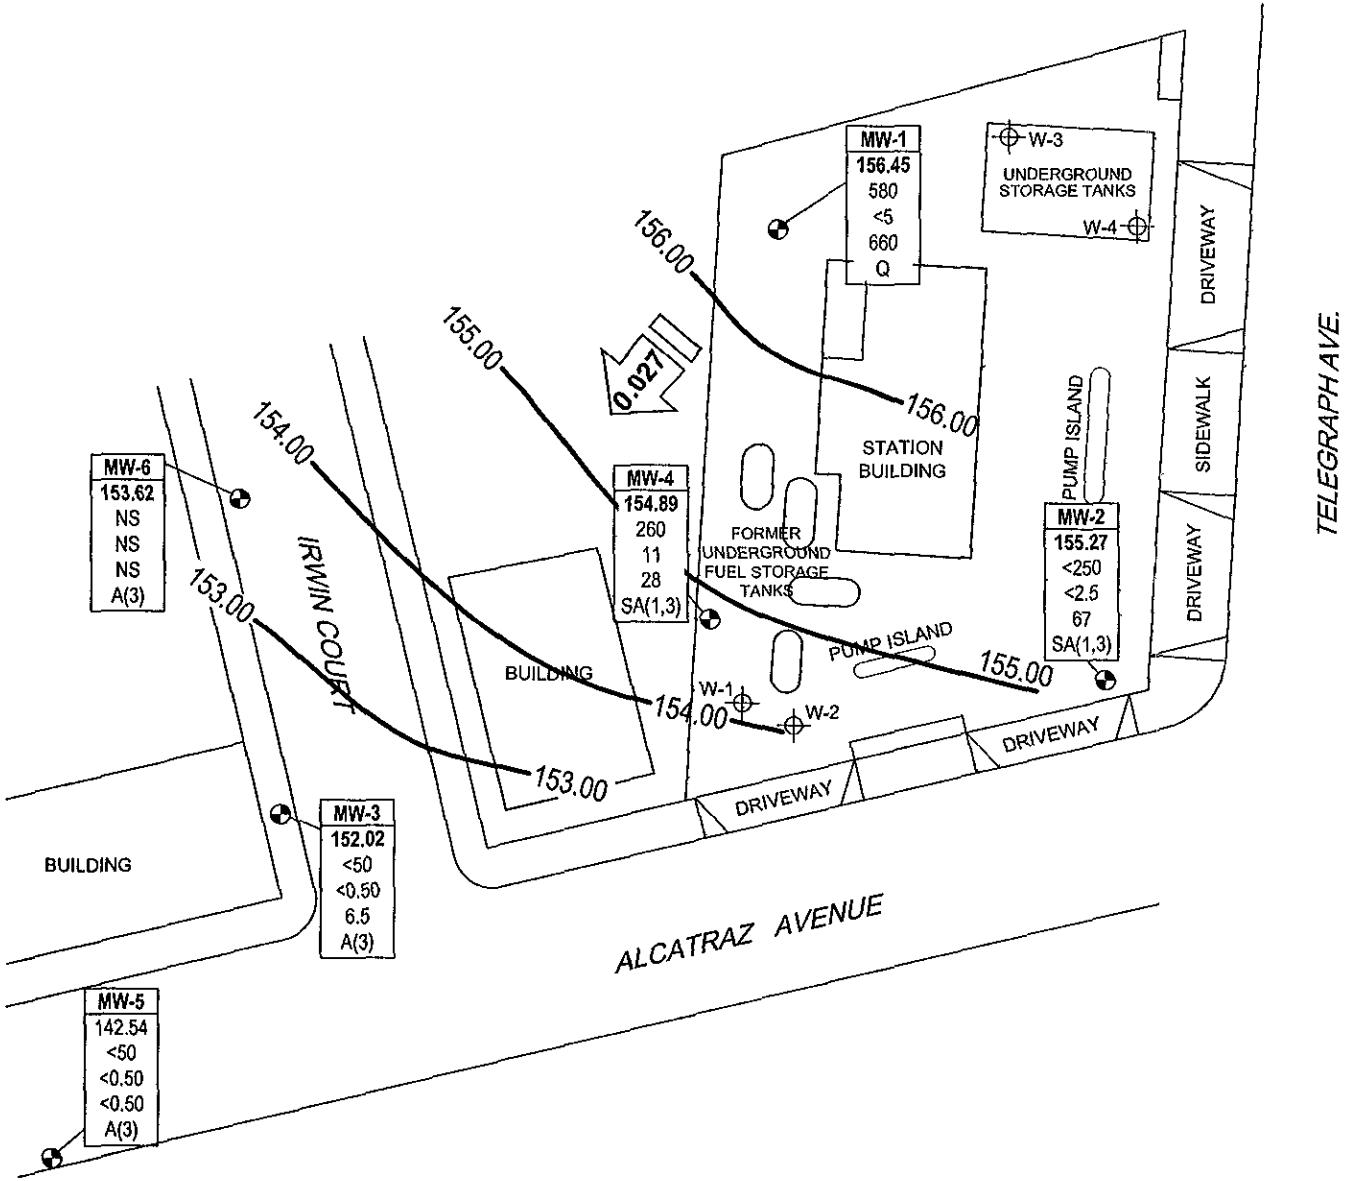 MW-1
156.45
580
<5
660
Q
W-3
UNDERGROUND
STORAGE TANKS
W-4
DRIVEWAY
156.00
155.00
0.027
TELEGRAPH AVE.
154.00
156.00
PUMP ISLAND
SIDEWALK
STATION
BUILDING
MW-6
153.62
NS
NS
NS
A(3)
MW-4
154.89
260
11
28
SA(1,3)
FORMER
UNDERGROUND
FUEL STORAGE
TANKS
MW-2
155.27
<250
<2.5
67
SA(1,3)
DRIVEWAY
IRWIN COURT
153.00
PUMP ISLAND
155.00
BUILDING
W-1
154.00
W-2
DRIVEWAY
153.00
DRIVEWAY
MW-3
152.02
<50
<0.50
6.5
A(3)
BUILDING
ALCATRAZ AVENUE
MW-5
142.54
<50
<0.50
<0.50
A(3)